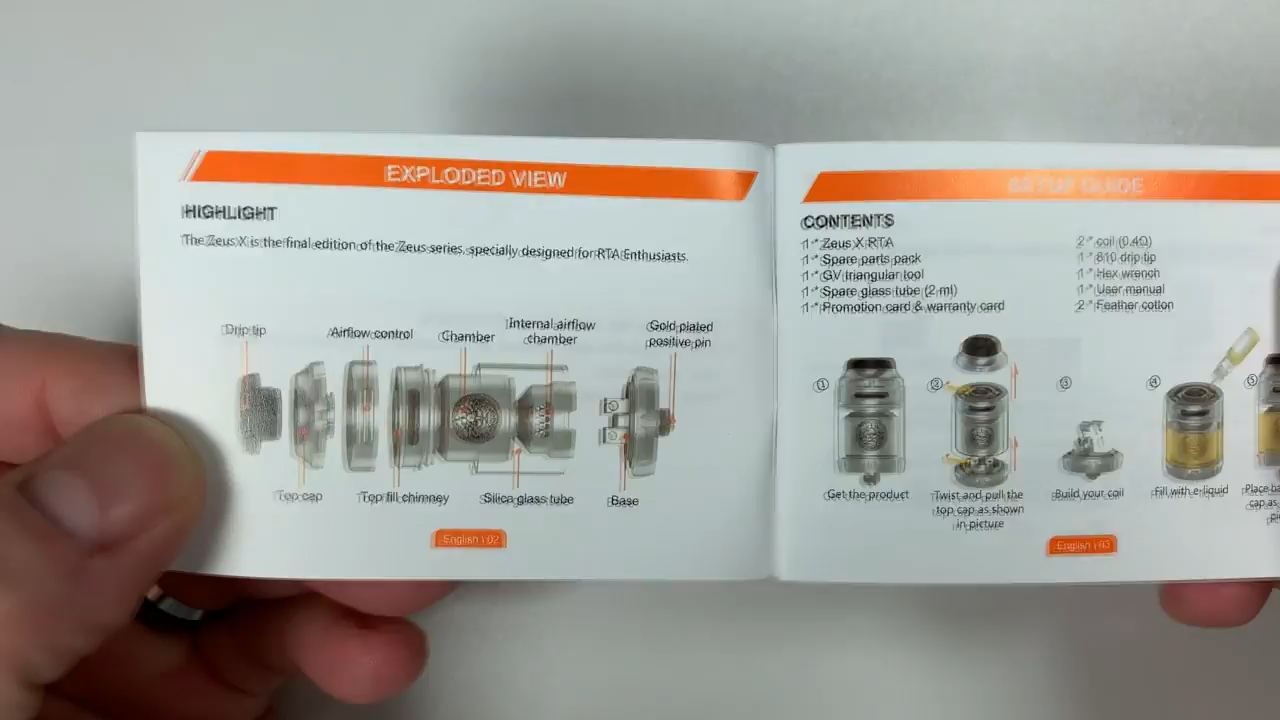 EXPLODED VIEW
HIGHLIGHT
The Zeus X is the final edition of the Zeus series, specially designed for RTA Enthusiasts.
Drip tip
Airflow control
Chamber
Internal airflow
chamber
Gold plated
positive pin
Top cap
Top fill chimney
Silica glass tube
Base
English | 02
SETUP GUIDE
CONTENTS
1 * Zeus X RTA
1 * Spare parts pack
1 * GV triangular tool
1 * Spare glass tube (2 ml)
1 * Promotion card & warranty card
2 * coil (0.4Ω)
1 * 810 drip tip
1 * Hex wrench
1 * User manual
2 * Feather cotton
①
②
③
④
⑤
Get the product
Twist and pull the
top cap as shown
in picture
Build your coil
Fill with e-liquid
Place
cap as
English | 03